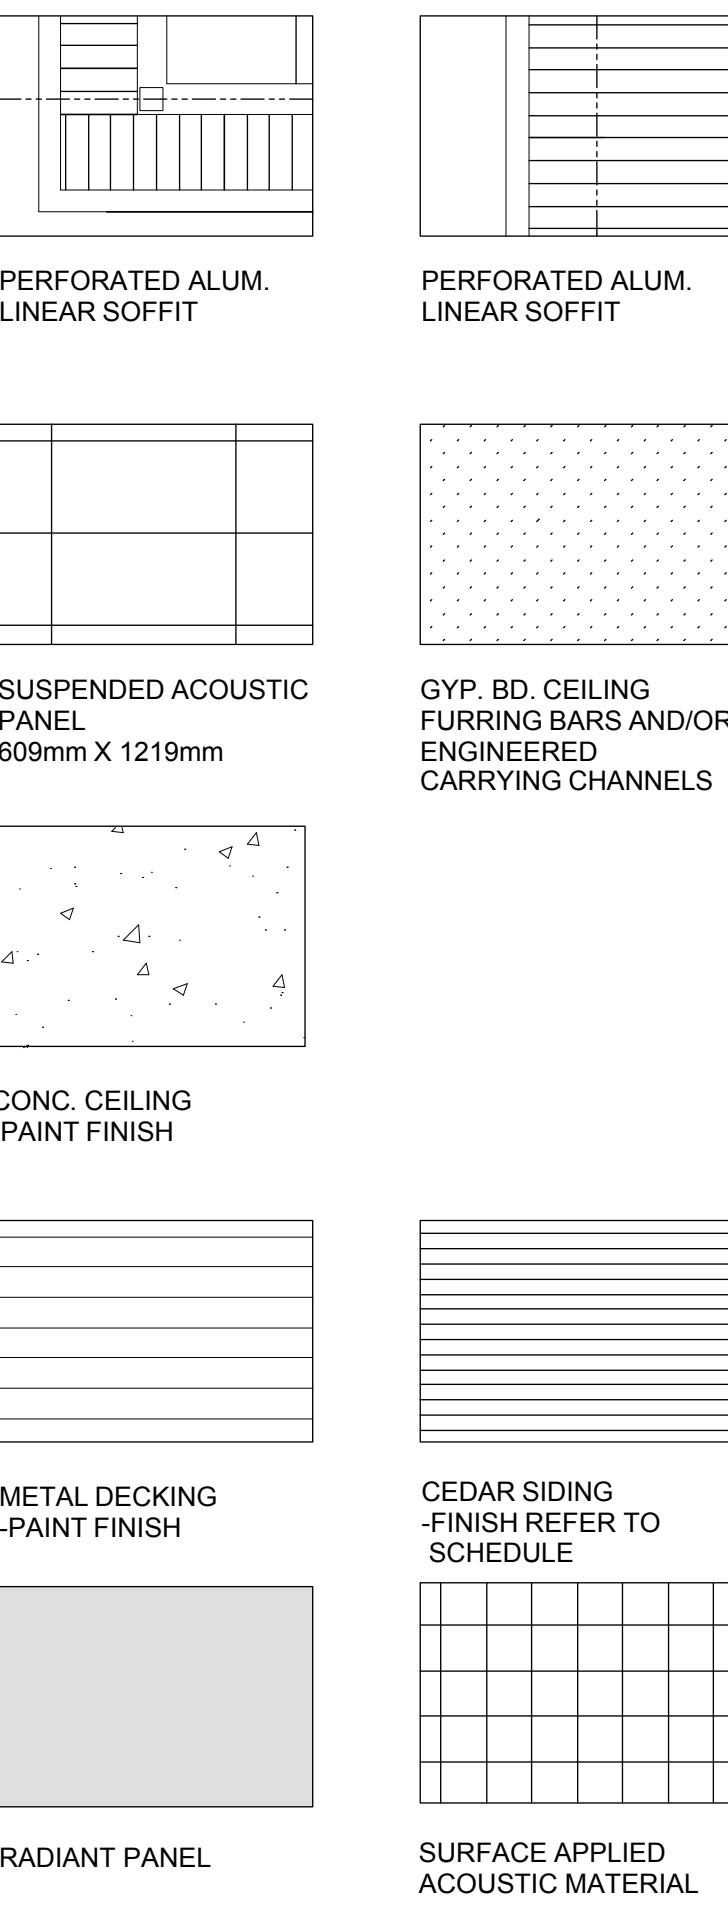 PERFORATED ALUM.
LINEAR SOFFIT
PERFORATED ALUM.
LINEAR SOFFIT
SUSPENDED ACOUSTIC
PANEL
609mm X 1219mm
GYP. BD. CEILING
FURRING BARS AND/OR
ENGINEERED
CARRYING CHANNELS
CONC. CEILING
PAINT FINISH
METAL DECKING
-PAINT FINISH
CEDAR SIDING
-FINISH REFER TO
SCHEDULE
RADIANT PANEL
SURFACE APPLIED
ACOUSTIC MATERIAL